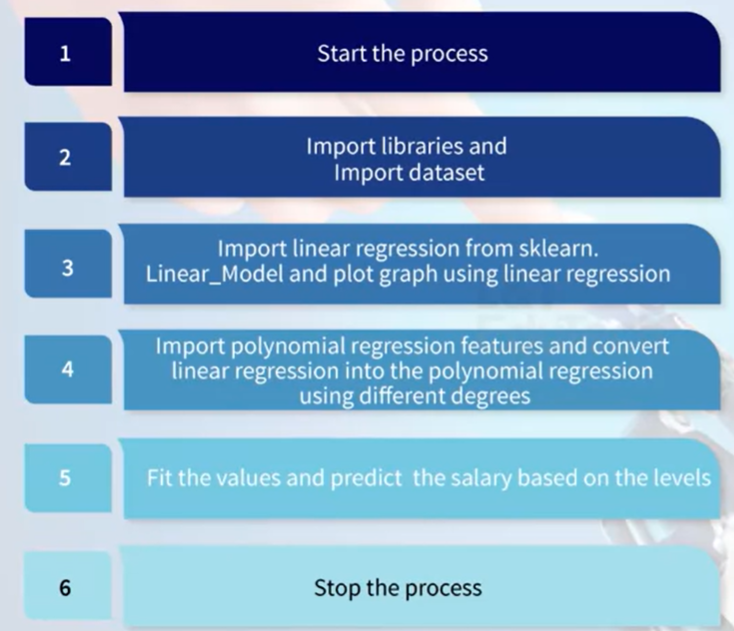 1
Start the process
2
Import libraries and
Import dataset
3
Import linear regression from sklearn.
Linear_Model and plot graph using linear regression
4
Import polynomial regression features and convert
linear regression into the polynomial regression
using different degrees
5
Fit the values and predict the salary based on the levels
6
Stop the process